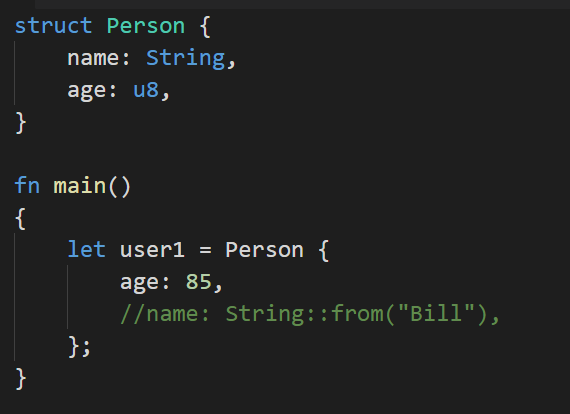 struct Person {
    name: String,
    age: u8,
}
fn main()
{
    let user1 = Person {
        age: 85,
        //name: String::from("Bill"),
    };
}